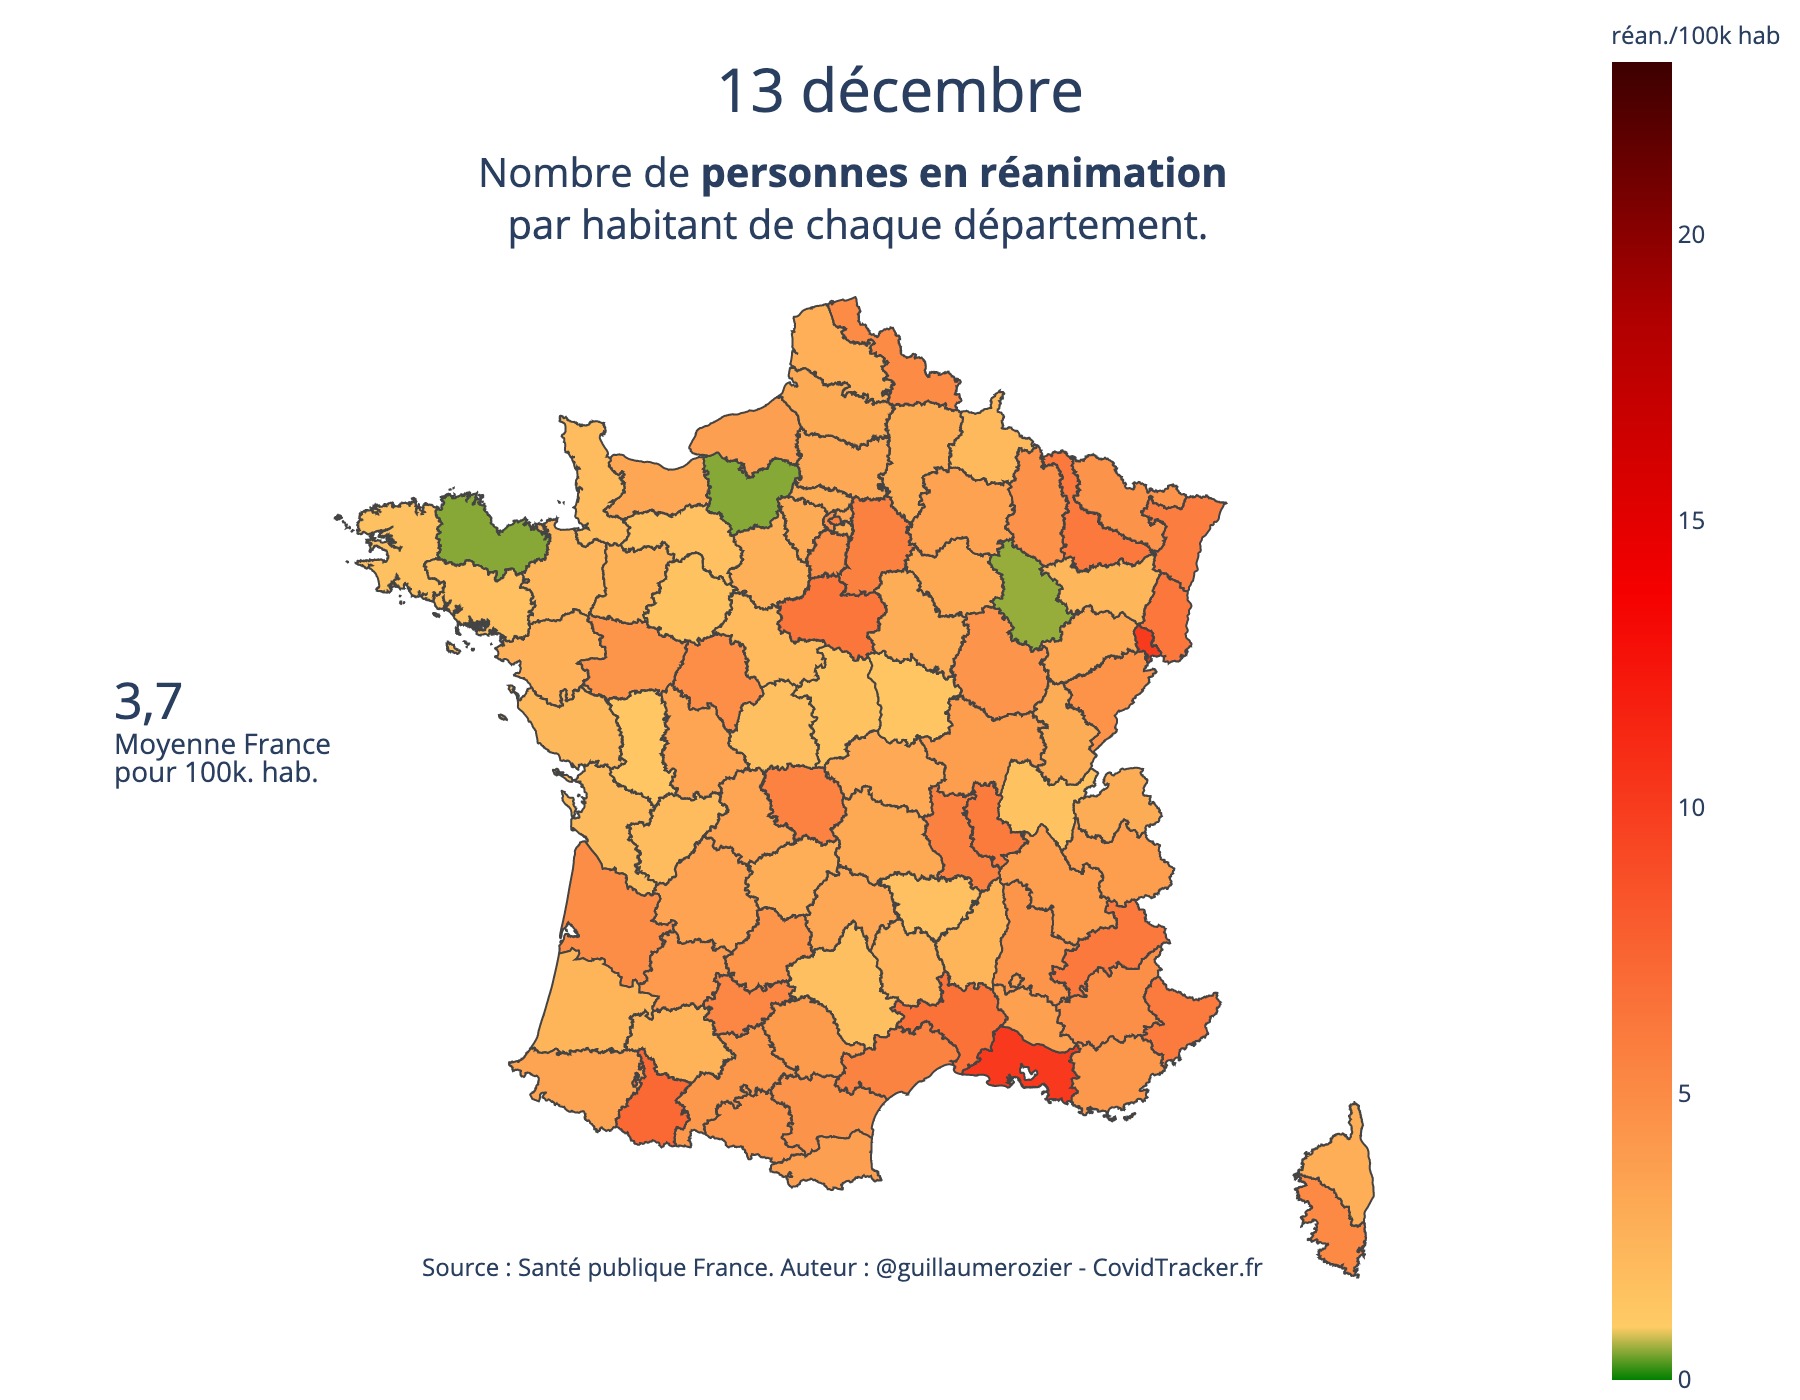 réan./100k hab
13 décembre
Nombre de personnes en réanimation
par habitant de chaque département.
20
15
3,7
Moyenne France
pour 100k. hab.
10
5
Source : Santé publique France. Auteur : @guillaumerozier - CovidTracker.fr
0